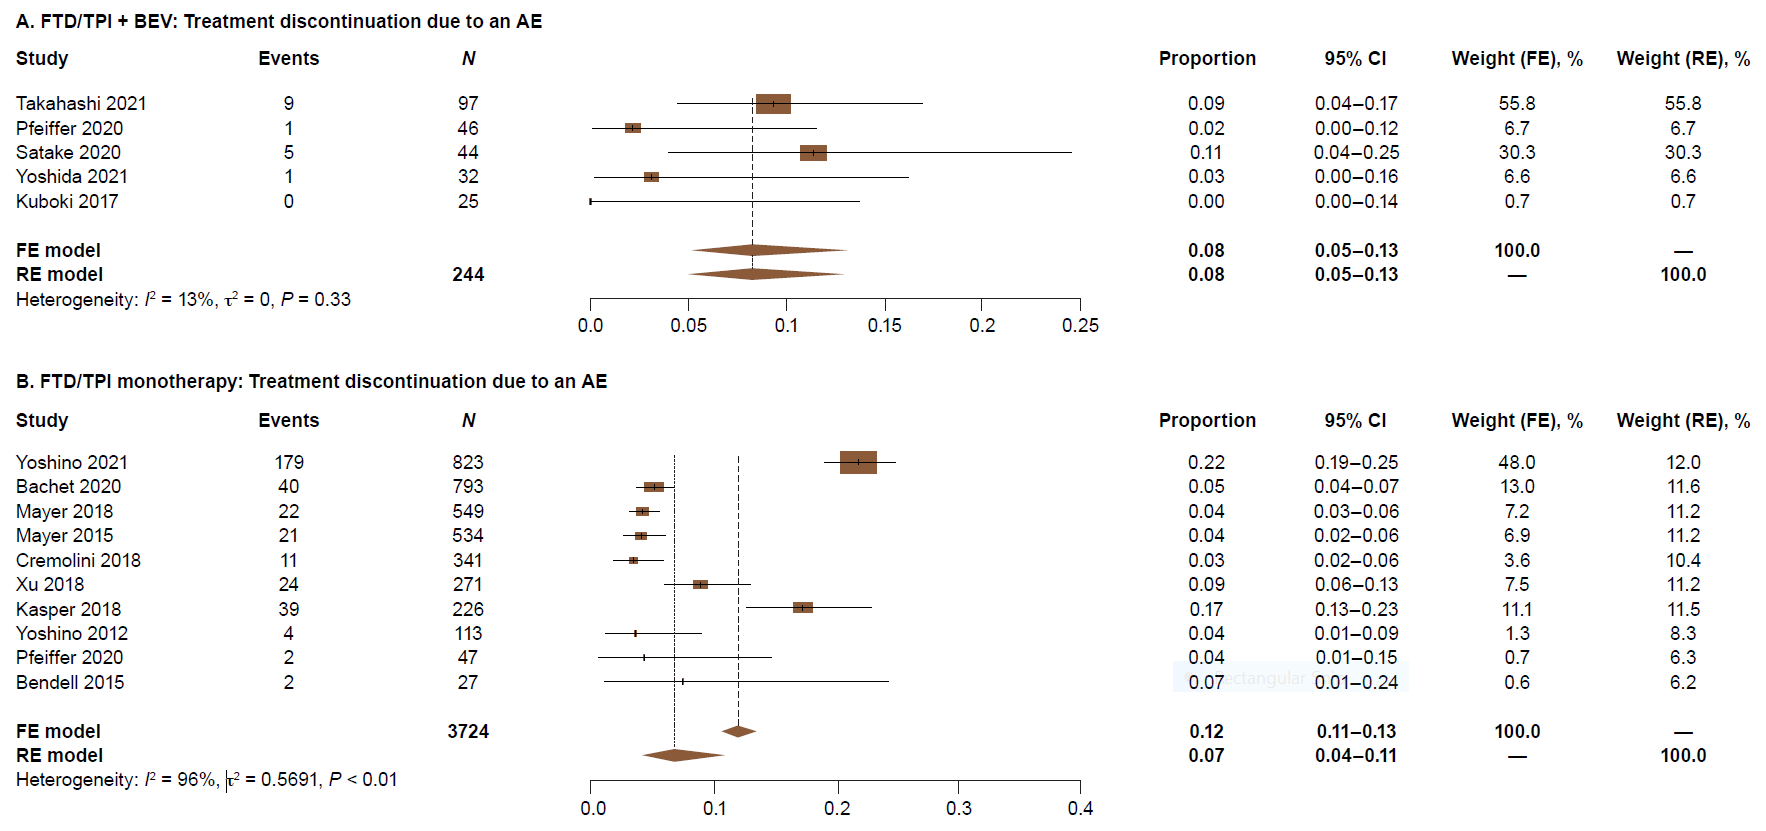 A. FTD/TPI + BEV: Treatment discontinuation due to an AE
Study Events N Proportion 95% CI Weight (FE), % Weight (RE), %
Takahashi 2021 9 97 0.09 0.04–0.17 55.8 55.8
Pfeiffer 2020 1 46 0.02 0.00–0.12 6.7 6.7
Satake 2020 5 44 0.11 0.04–0.25 30.3 30.3
Yoshida 2021 1 32 0.03 0.00–0.16 6.6 6.6
Kuboki 2017 0 25 0.00 0.00–0.14 0.7 0.7
FE model 0.08 0.05–0.13 100.0 —
RE model 244 0.08 0.05–0.13 — 100.0
Heterogeneity: I² = 13%, τ² = 0, P = 0.33
0.0 0.05 0.1 0.15 0.2 0.25
B. FTD/TPI monotherapy: Treatment discontinuation due to an AE
Study Events N Proportion 95% CI Weight (FE), % Weight (RE), %
Yoshino 2021 179 823 0.22 0.19–0.25 48.0 12.0
Bachet 2020 40 793 0.05 0.04–0.07 13.0 11.6
Mayer 2018 22 549 0.04 0.03–0.06 7.2 11.2
Mayer 2015 21 534 0.04 0.02–0.06 6.9 11.2
Cremolini 2018 11 341 0.03 0.02–0.06 3.6 10.4
Xu 2018 24 271 0.09 0.06–0.13 7.5 11.2
Kasper 2018 39 226 0.17 0.13–0.23 11.1 11.5
Yoshino 2012 4 113 0.04 0.01–0.09 1.3 8.3
Pfeiffer 2020 2 47 0.04 0.01–0.15 0.7 6.3
Bendell 2015 2 27 0.07 0.01–0.24 0.6 6.2
FE model 3724 0.12 0.11–0.13 100.0 —
RE model 0.07 0.04–0.11 — 100.0
Heterogeneity: I² = 96%, τ² = 0.5691, P < 0.01
0.0 0.1 0.2 0.3 0.4